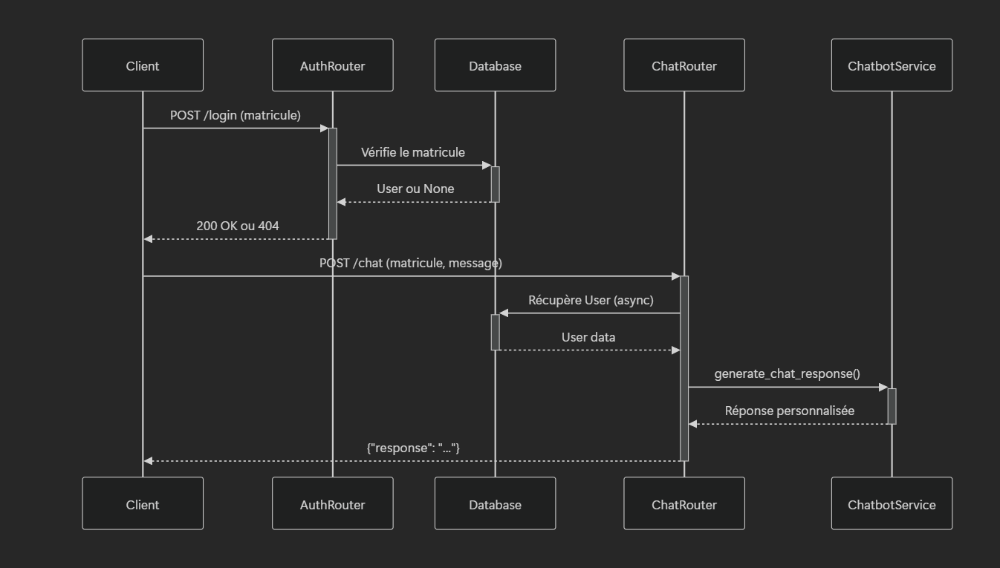 Client
AuthRouter
Database
ChatRouter
ChatbotService
POST /login (matricule)
Vérifie le matricule
User ou None
200 OK ou 404
POST /chat (matricule, message)
Récupère User (async)
User data
generate_chat_response()
Réponse personnalisée
{"response": "..."}
Client
AuthRouter
Database
ChatRouter
ChatbotService